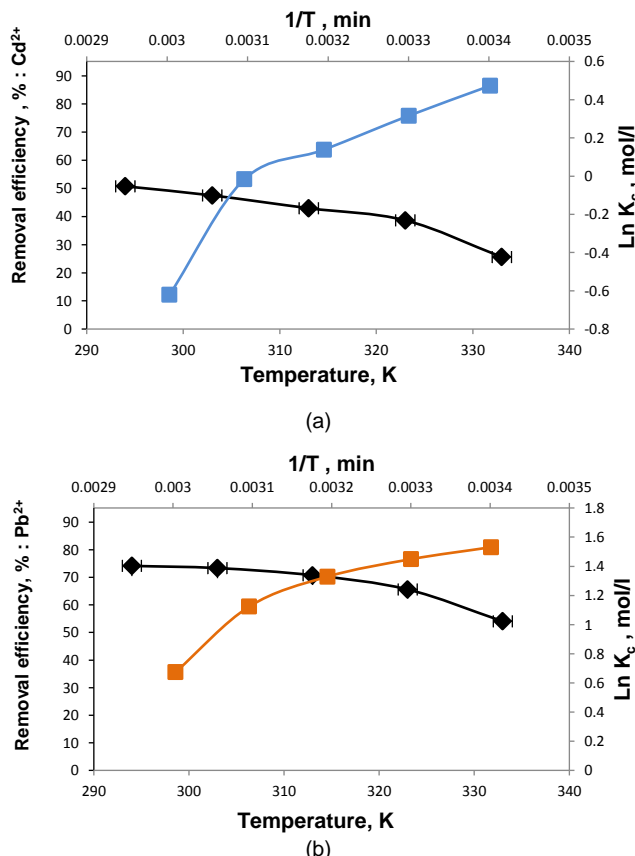 1/T , min
0.0029 0.003 0.0031 0.0032 0.0033 0.0034 0.0035
Removal efficiency , % : Cd²⁺
90
80
70
60
50
40
30
20
10
0
0.6
0.4
0.2
0
-0.2
-0.4
-0.6
-0.8
Ln Kc , mol/l
290 300 310 320 330 340
Temperature, K
(a)
1/T , min
0.0029 0.003 0.0031 0.0032 0.0033 0.0034 0.0035
Removal efficiency, % : Pb²⁺
90
80
70
60
50
40
30
20
10
0
1.8
1.6
1.4
1.2
1
0.8
0.6
0.4
0.2
0
Ln Kc , mol/l
290 300 310 320 330 340
Temperature, K
(b)